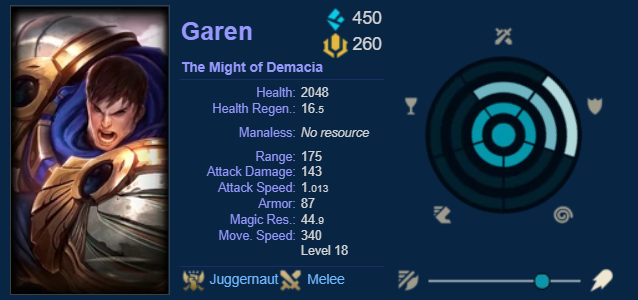 Garen
450
260
The Might of Demacia
Health: 2048
Health Regen.: 16.5
Manaless: No resource
Range: 175
Attack Damage: 143
Attack Speed: 1.013
Armor: 87
Magic Res.: 44.9
Move. Speed: 340
Level 18
Juggernaut Melee